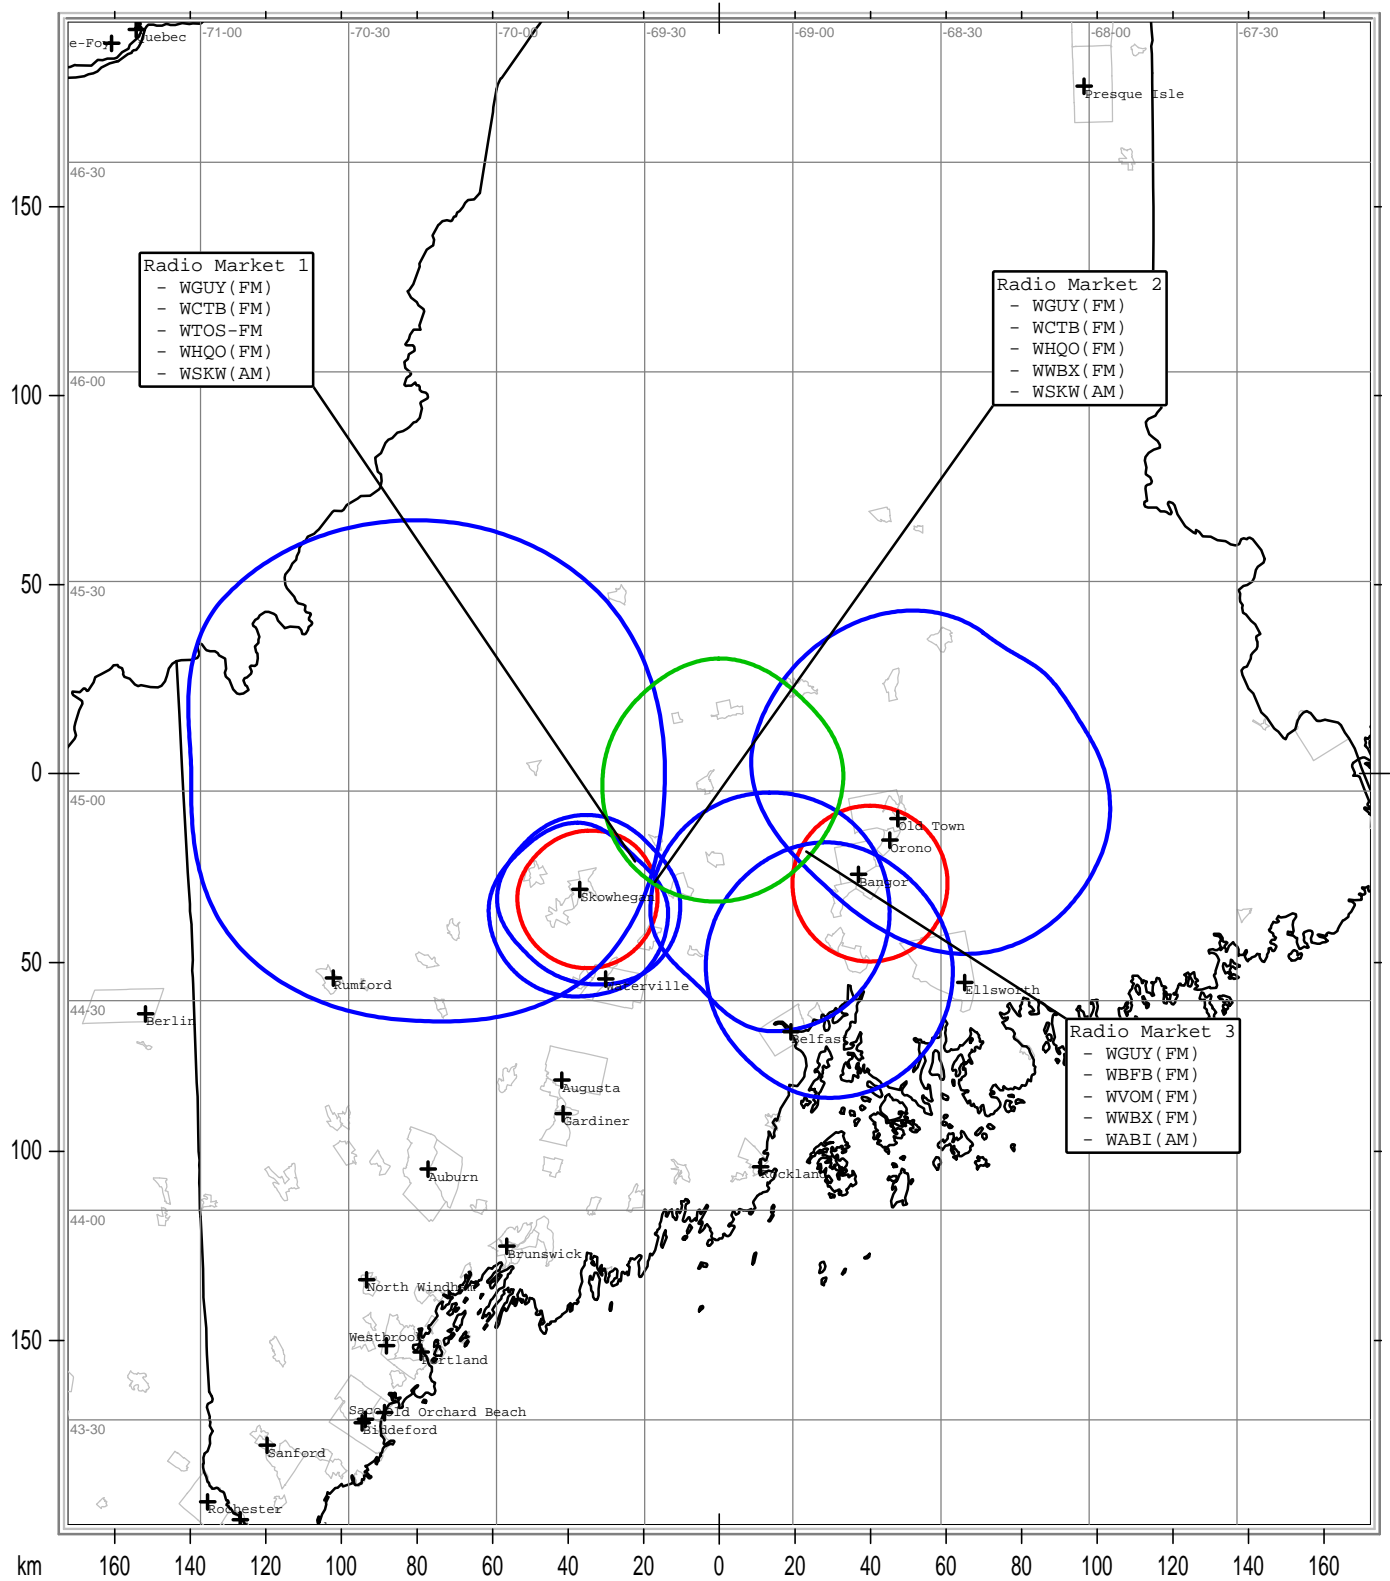 -71-00
-70-30
-70-00
-69-30
-69-00
-68-30
-68-00
-67-30
e-Foy
Quebec
Presque Isle
46-30
150
Radio Market 1
- WGUY(FM)
- WCTB(FM)
- WTOS-FM
- WHQO(FM)
- WSKW(AM)
Radio Market 2
- WGUY(FM)
- WCTB(FM)
- WHQO(FM)
- WWBX(FM)
- WSKW(AM)
46-00
100
50
45-30
0
45-00
Old Town
Orono
Bangor
Skowhegan
50
Rumford
Waterville
Ellsworth
44-30
Berlin
Belfast
Radio Market 3
- WGUY(FM)
- WBFB(FM)
- WVOM(FM)
- WWBX(FM)
- WABI(AM)
Augusta
Gardiner
100
Auburn
Rockland
44-00
Brunswick
North Windham
150
Westbrook
Portland
Saco
Old Orchard Beach
43-30
Biddeford
Sanford
Rochester
km 160 140 120 100 80 60 40 20 0 20 40 60 80 100 120 140 160